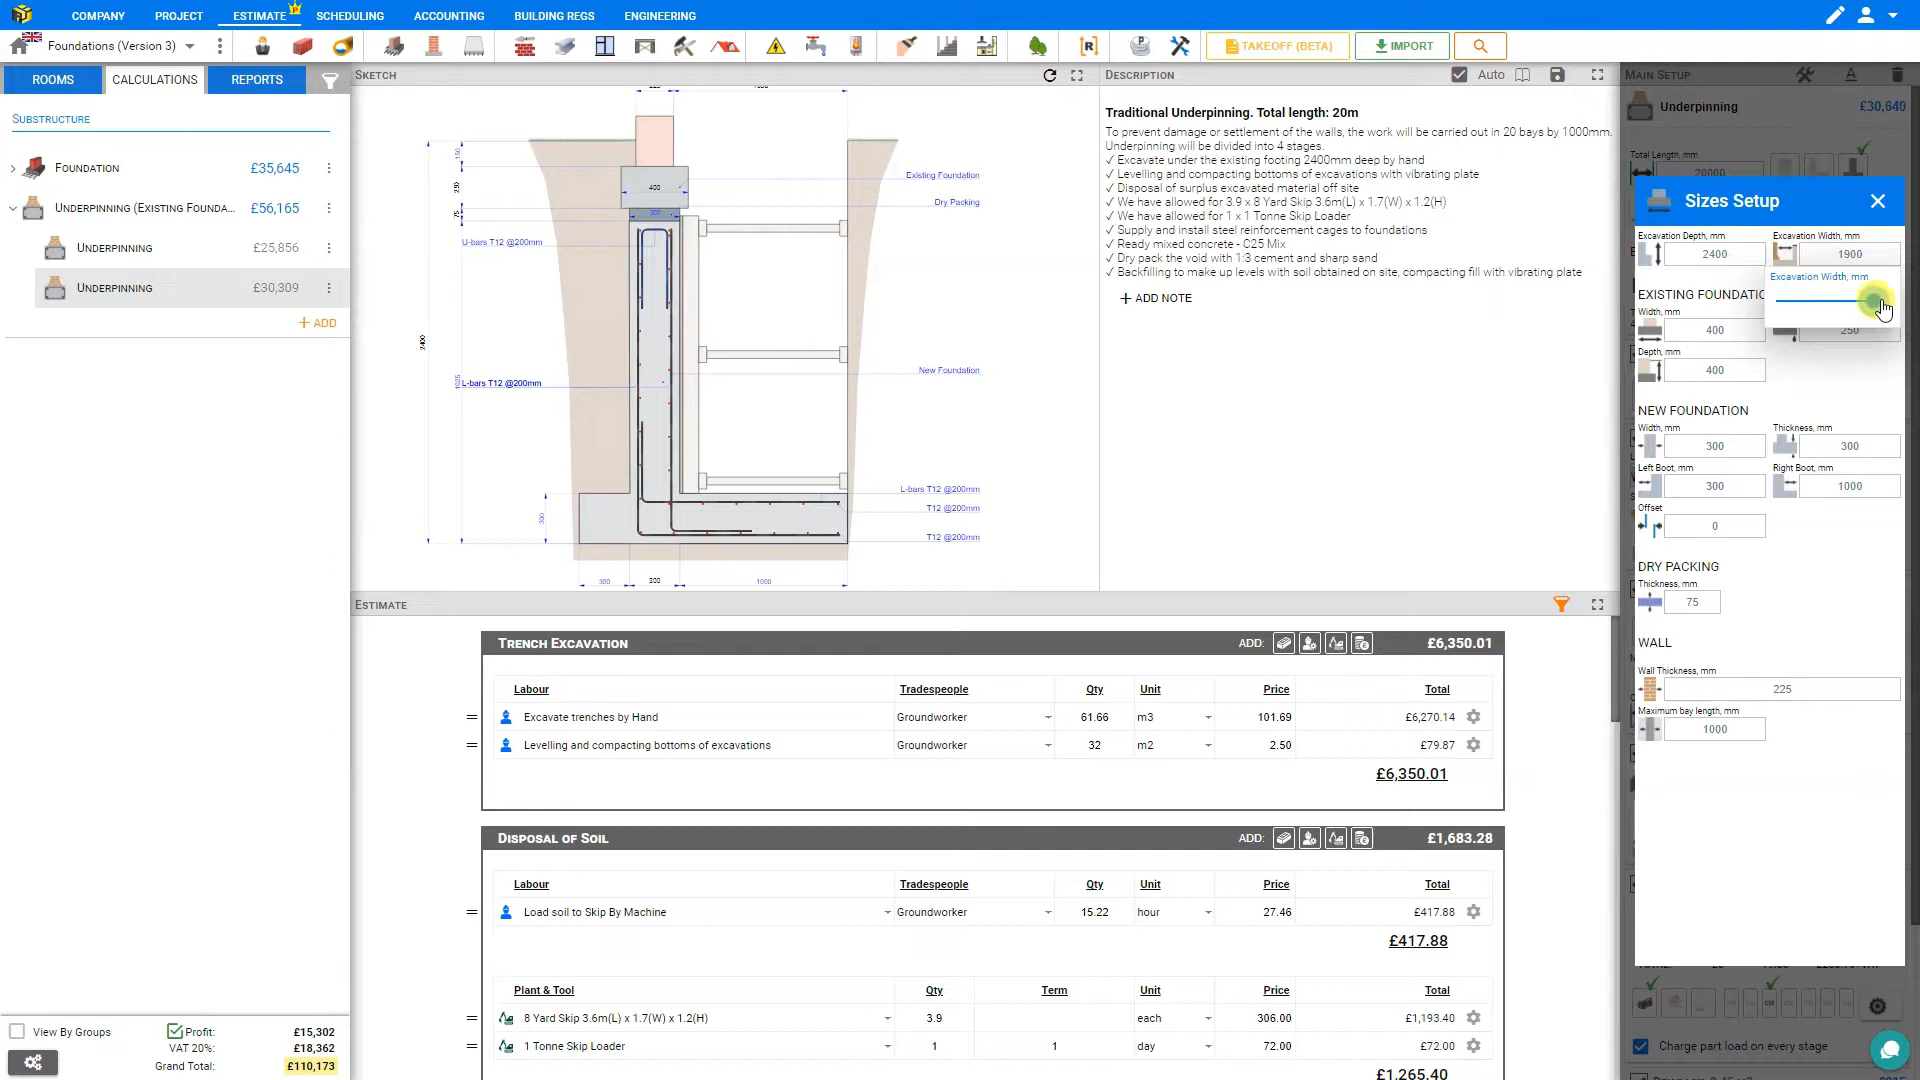 COMPANY PROJECT ESTIMATE SCHEDULING ACCOUNTING BUILDING REGS ENGINEERING
Foundations (Version 3)
TAKEOFF (BETA) IMPORT
ROOMS CALCULATIONS REPORTS
SUBSTRUCTURE
FOUNDATION £35,645
UNDERPINNING (EXISTING FOUNDA... £56,165
UNDERPINNING £25,856
UNDERPINNING £30,309
+ ADD
View By Groups
Profit: £15,302
VAT 20%: £18,362
Grand Total: £110,173
SKETCH
150
250
75
400
300
Existing Foundation
Dry Packing
U-bars T12 @200mm
2400
1925
L-bars T12 @200mm
New Foundation
L-bars T12 @200mm
T12 @200mm
T12 @200mm
300
300 300 1000
DESCRIPTION Auto
Traditional Underpinning. Total length: 20m
To prevent damage or settlement of the walls, the work will be carried out in 20 bays by 1000mm.
Underpinning will be divided into 4 stages.
✓ Excavate under the existing footing 2400mm deep by hand
✓ Levelling and compacting bottoms of excavations with vibrating plate
✓ Disposal of surplus excavated material off site
✓ We have allowed for 3.9 x 8 Yard Skip 3.6m(L) x 1.7(W) x 1.2(H)
✓ We have allowed for 1 x 1 Tonne Skip Loader
✓ Supply and install steel reinforcement cages to foundations
✓ Ready mixed concrete - C25 Mix
✓ Dry pack the void with 1:3 cement and sharp sand
✓ Backfilling to make up levels with soil obtained on site, compacting fill with vibrating plate
+ ADD NOTE
ESTIMATE
TRENCH EXCAVATION ADD: £6,350.01
Labour Tradespeople Qty Unit Price Total
Excavate trenches by Hand Groundworker 61.66 m3 101.69 £6,270.14
Levelling and compacting bottoms of excavations Groundworker 32 m2 2.50 £79.87
£6,350.01
DISPOSAL OF SOIL ADD: £1,683.28
Labour Tradespeople Qty Unit Price Total
Load soil to Skip By Machine Groundworker 15.22 hour 27.46 £417.88
£417.88
Plant & Tool Qty Term Unit Price Total
8 Yard Skip 3.6m(L) x 1.7(W) x 1.2(H) 3.9 each 306.00 £1,193.40
1 Tonne Skip Loader 1 1 day 72.00 £72.00
£1,265.40
MAIN SETUP
Underpinning £30,640
Total Length, mm
20000
Sizes Setup
Excavation Depth, mm Excavation Width, mm
2400 1900
Excavation Width, mm
EXISTING FOUNDATIO
Width, mm
400 250
Depth, mm
400
NEW FOUNDATION
Width, mm Thickness, mm
300 300
Left Boot, mm Right Boot, mm
300 1000
Offset
0
DRY PACKING
Thickness, mm
75
WALL
Wall Thickness, mm
225
Maximum bay length, mm
1000
Charge part load on every stage